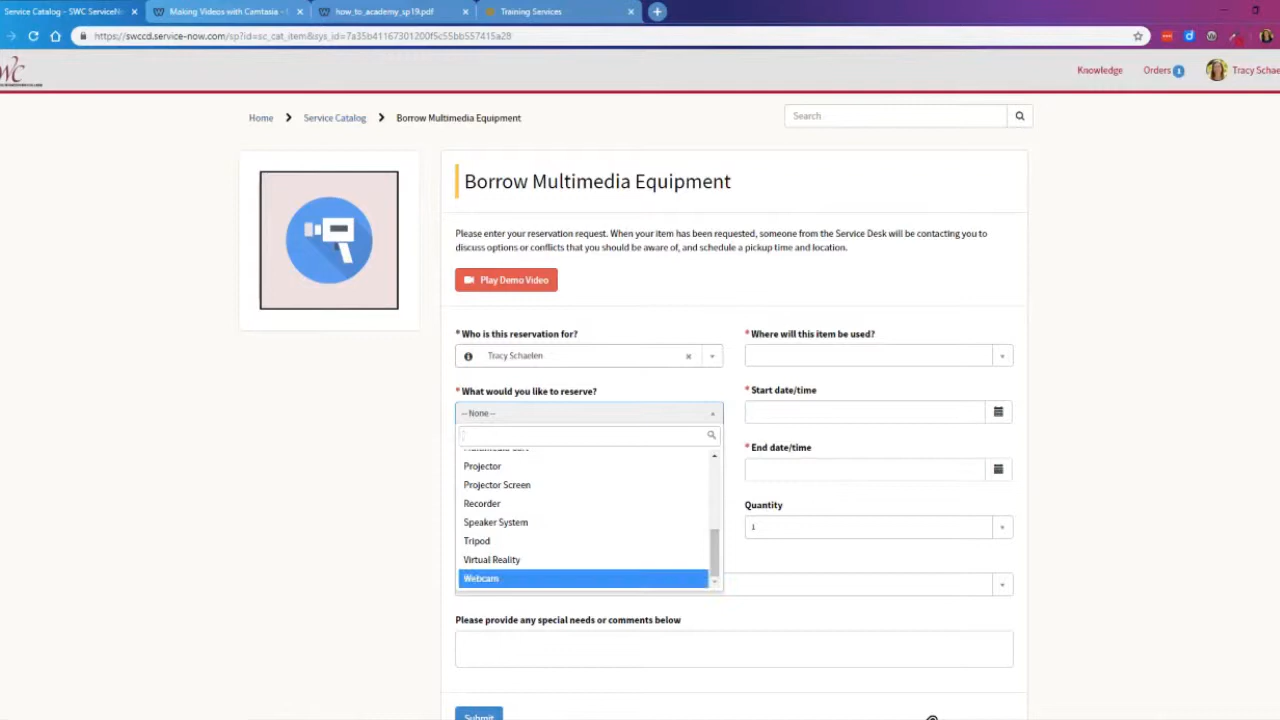 Service Catalog - SWC ServiceN
Making Videos with Camtasia -
how_to_academy_sp19.pdf
Training Services
https://swccd.service-now.com/sp?id=sc_cat_item&sys_id=7a35b41167301200f5c55bb557415a28
Knowledge
Orders 1
Tracy Schae
Home
Service Catalog
Borrow Multimedia Equipment
Search
Borrow Multimedia Equipment
Please enter your reservation request. When your item has been requested, someone from the Service Desk will be contacting you to
discuss options or conflicts that you should be aware of, and schedule a pickup time and location.
Play Demo Video
* Who is this reservation for?
* Where will this item be used?
Tracy Schaelen
* What would you like to reserve?
* Start date/time
-- None --
* End date/time
Projector
Projector Screen
Recorder
Quantity
Speaker System
1
Tripod
Virtual Reality
Webcam
Please provide any special needs or comments below
Submit